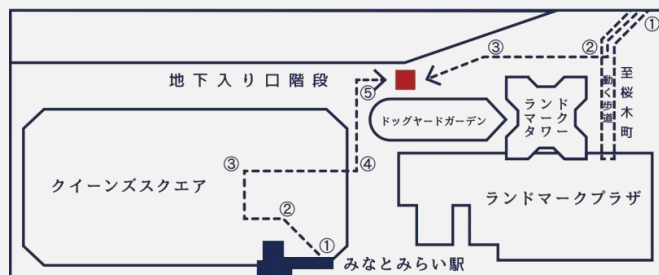 ①
②
③
至桜木町
動く歩道
地下入り口階段
⑤
ランド
マーク
タワー
ドッグヤードガーデン
③
④
クイーンズスクエア
ランドマークプラザ
②
①
みなとみらい駅